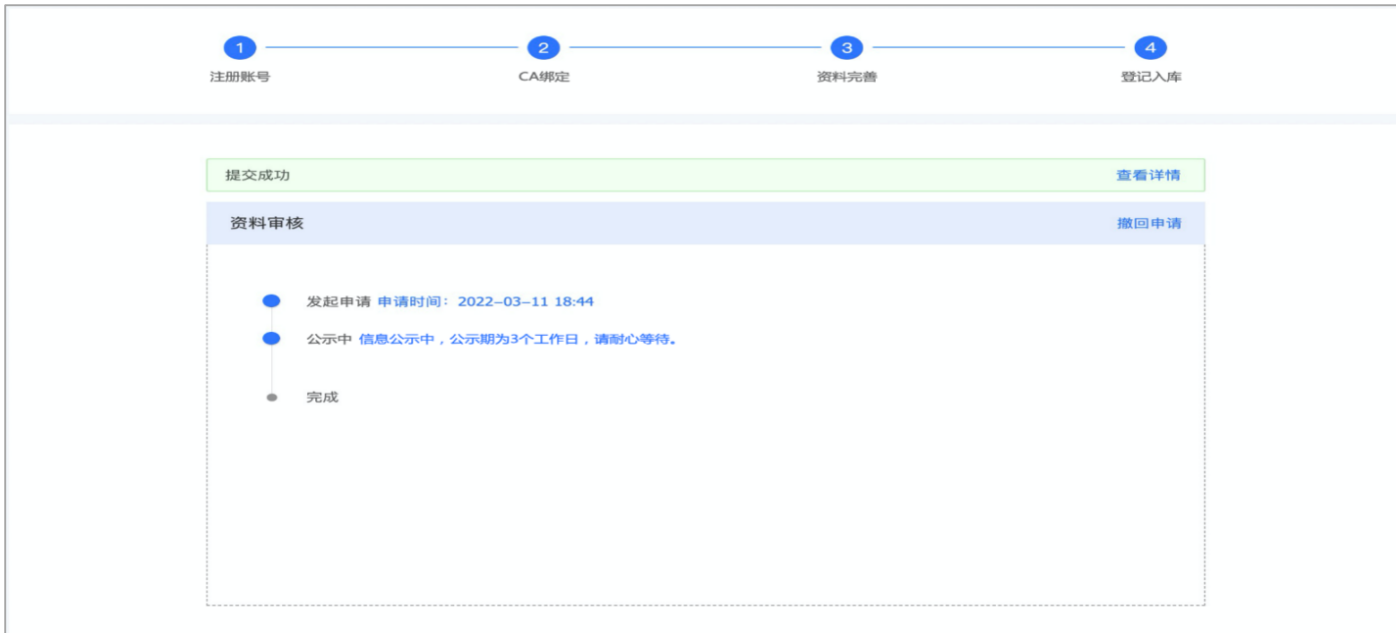 1 2 3 4
注册账号 CA绑定 资料完善 登记入库
提交成功 查看详情
资料审核 撤回申请
发起申请 申请时间：2022-03-11 18:44
公示中 信息公示中，公示期为3个工作日，请耐心等待。
完成